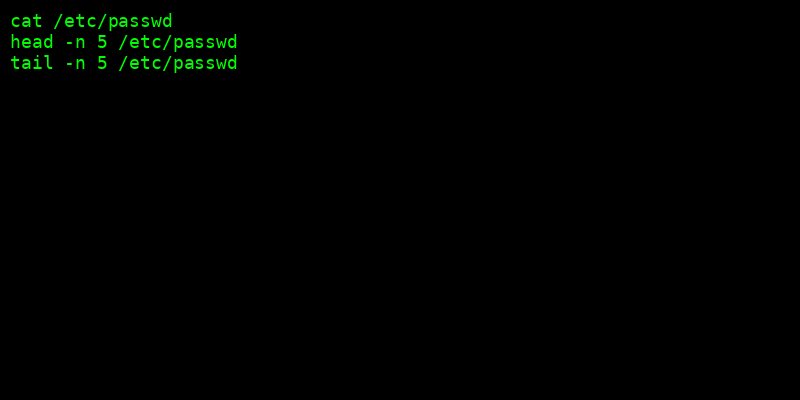 cat /etc/passwd
head -n 5 /etc/passwd
tail -n 5 /etc/passwd